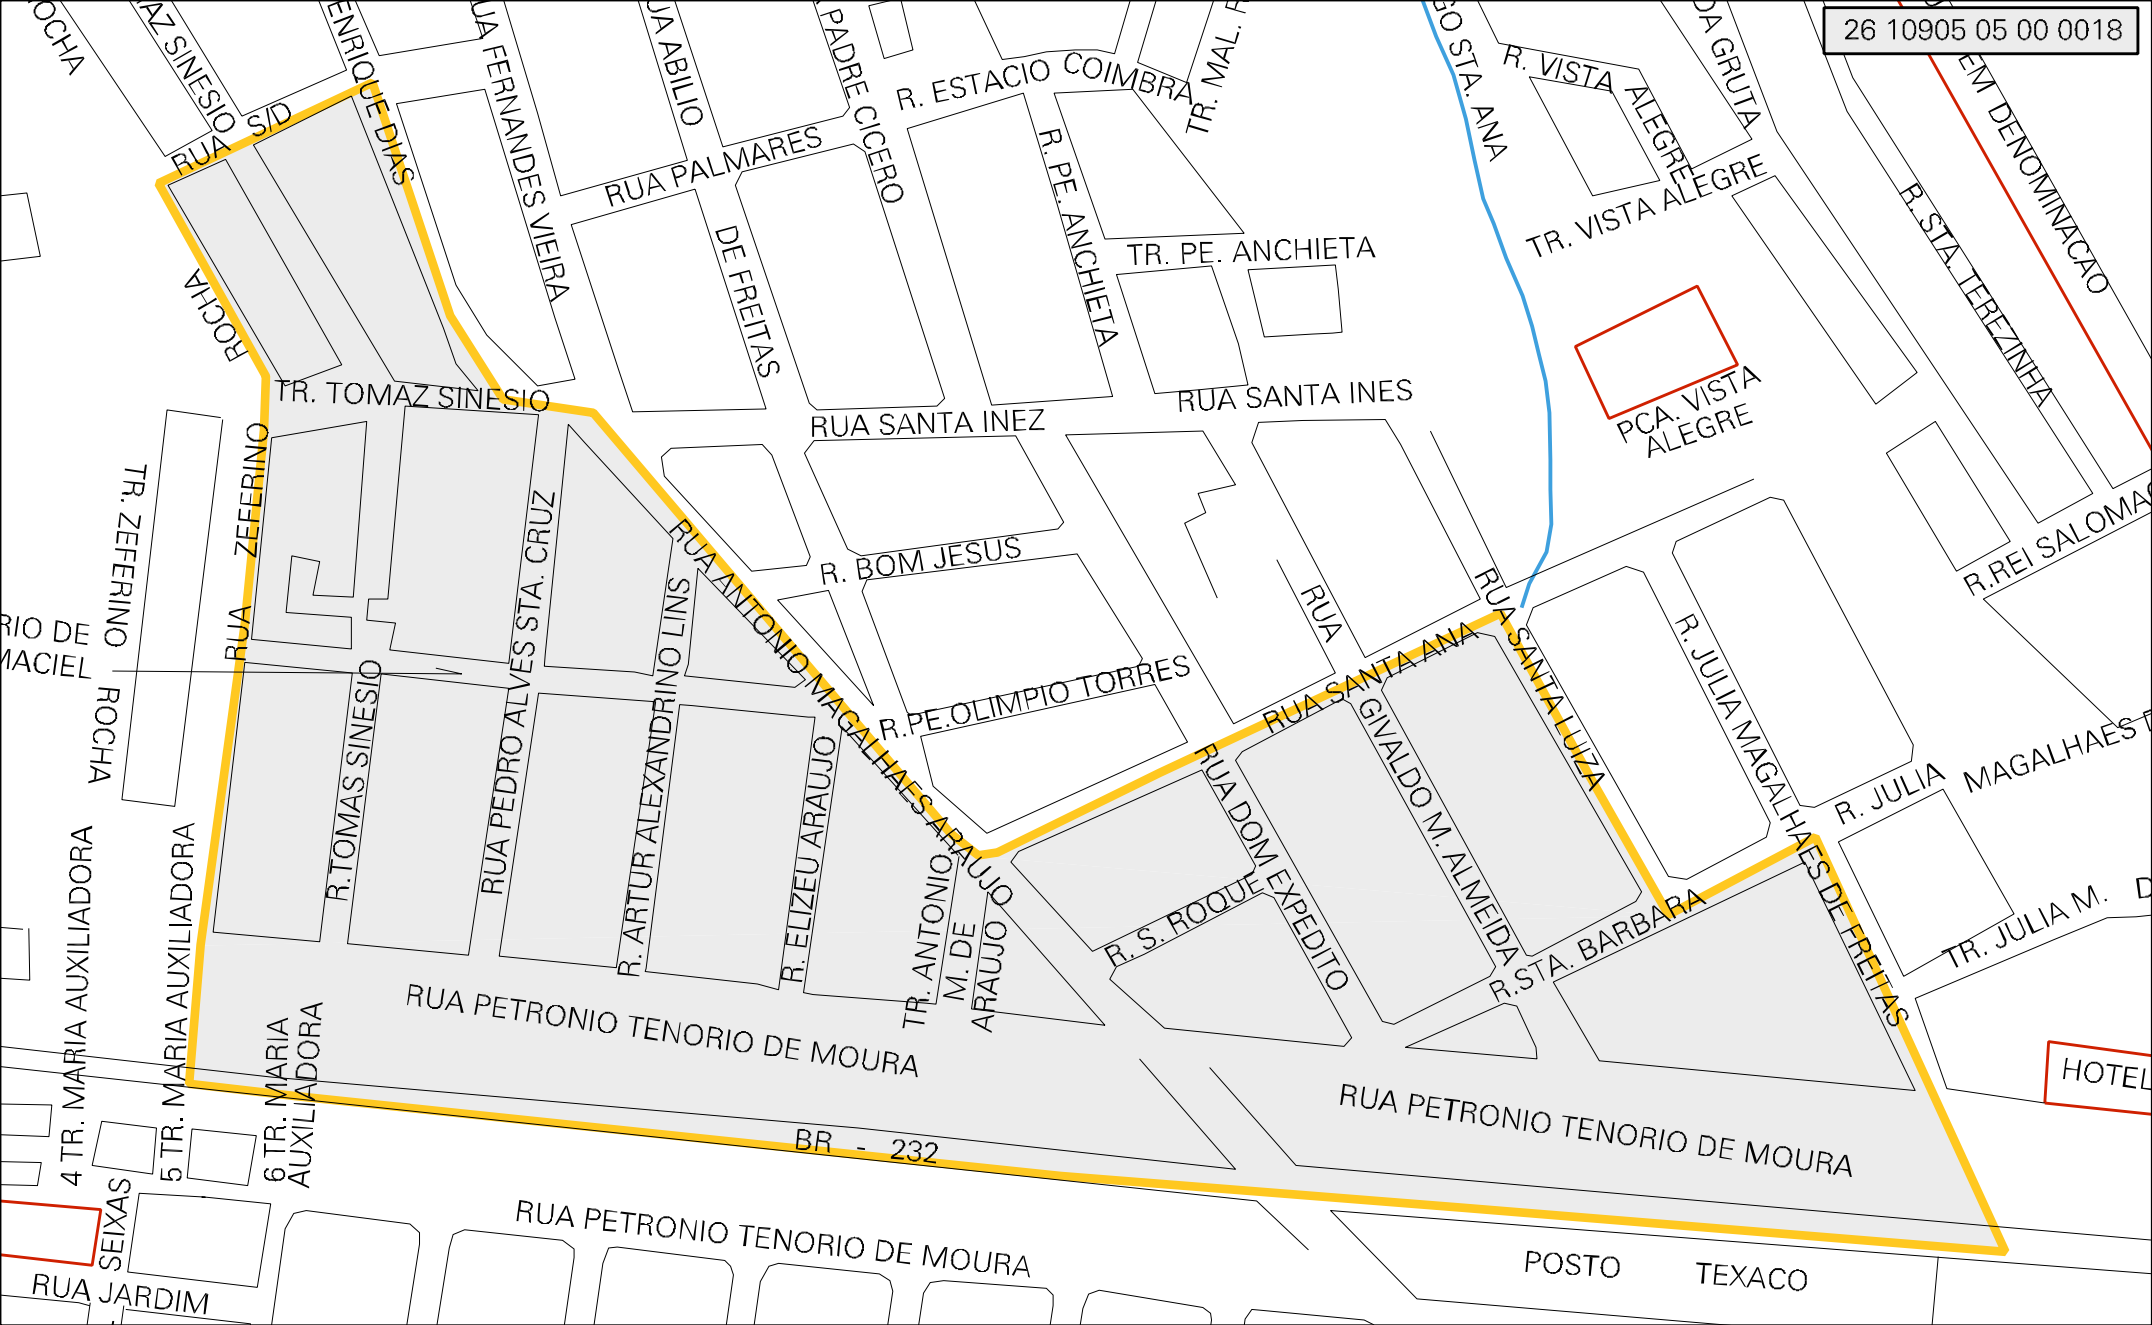 26 10905 05 00 0018
OCHA
AZ SINESIO
ENRIQUE DIAS
UA FERNANDES VIEIRA
UA ABILIO
PADRE CICERO
R. ESTACIO COIMBRA
TR. MAL.
GO STA. ANA
R. VISTA ALEGRE
DA GRUTA
EM DENOMINACAO
RUA S/D
RUA PALMARES
R. PE. ANCHIETA
TR. VISTA ALEGRE
R. STA. TEREZINHA
DE FREITAS
TR. PE. ANCHIETA
ROCHA
TR. TOMAZ SINESIO
RUA SANTA INEZ
RUA SANTA INES
PCA. VISTA
ALEGRE
RUA ZEFERINO
TR. ZEFERINO ROCHA
RUA PEDRO ALVES STA. CRUZ
RUA ANTONIO MAGALHAES ARAUJO
R. BOM JESUS
R.REI SALOMA
RIO DE
MACIEL
R.TOMAS SINESIO
R. ARTUR ALEXANDRINO LINS
RUA
RUA SANTA ANA
RUA SANTA LUIZA
R. JULIA MAGALHAES DE FREITAS
R.PE.OLIMPIO TORRES
R. ELIZEU ARAUJO
RUA DOM EXPEDITO
GIVALDO M. ALMEIDA
R. JULIA
MAGALHAES
4 TR. MARIA AUXILIADORA
5 TR. MARIA AUXILIADORA
6 TR. MARIA
AUXILIADORA
TR. ANTONIO
M. DE
ARAUJO
R. S. ROQUE
R.STA. BARBARA
TR. JULIA M. D
RUA PETRONIO TENORIO DE MOURA
RUA PETRONIO TENORIO DE MOURA
HOTEL
BR - 232
SEIXAS
RUA PETRONIO TENORIO DE MOURA
POSTO TEXACO
RUA JARDIM